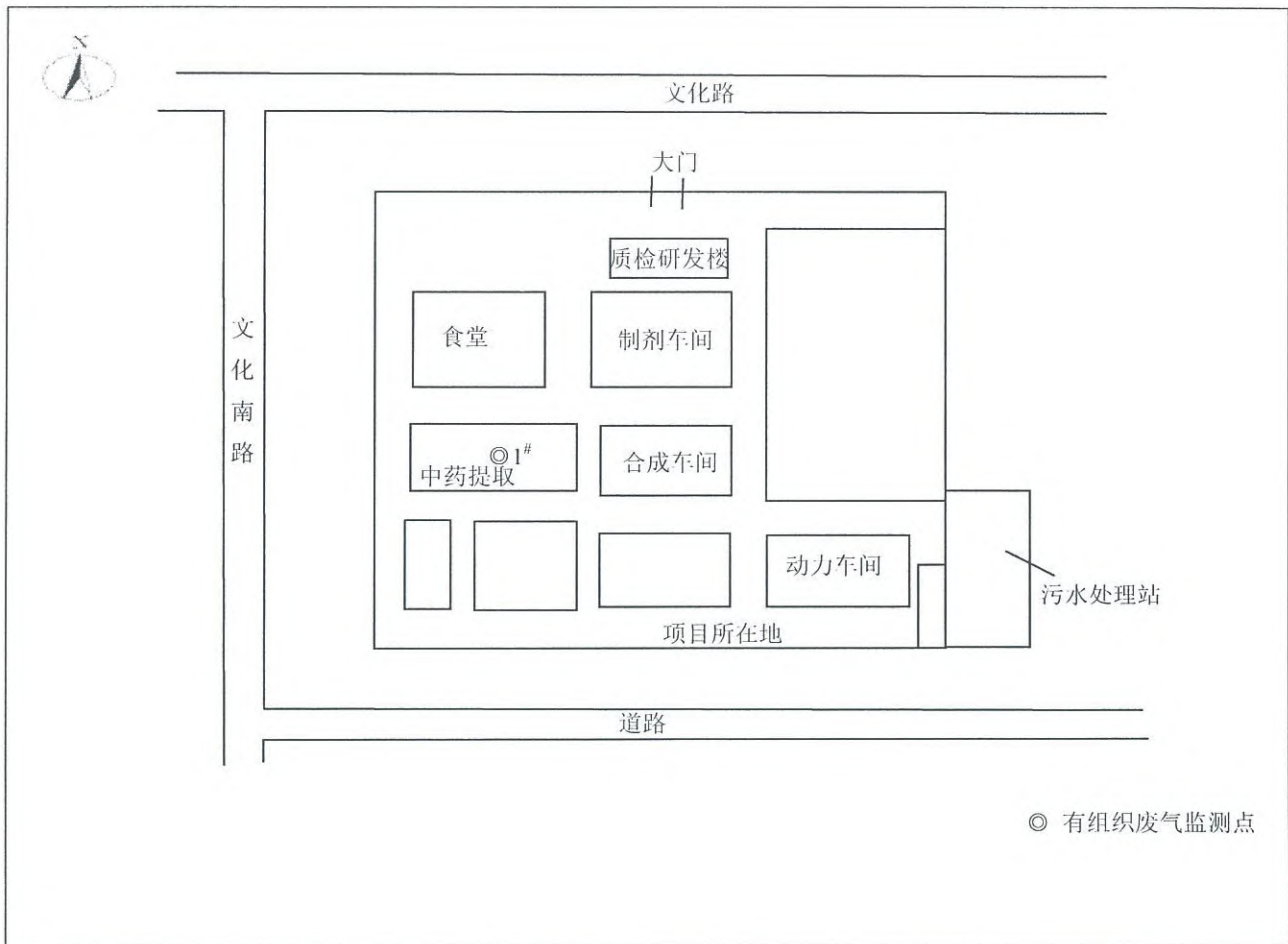 N
文化路
大门
质检研发楼
食堂
制剂车间
文化南路
◎1#
中药提取
合成车间
动力车间
污水处理站
项目所在地
道路
◎ 有组织废气监测点